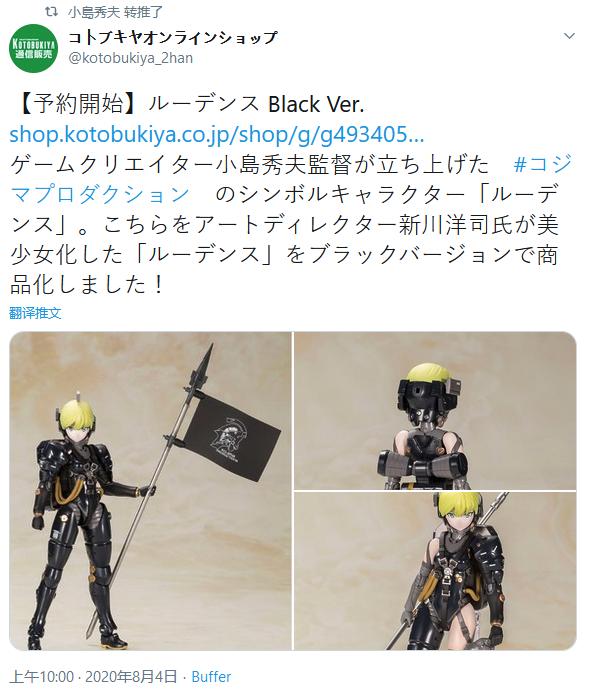 小島秀夫 转推了
KOTOBUKIYA
通信販売
コトブキヤオンラインショップ
@kotobukiya_2han
【予約開始】ルーデンス Black Ver.
shop.kotobukiya.co.jp/shop/g/g493405...
ゲームクリエイター小島秀夫監督が立ち上げた #コジ
マプロダクション のシンボルキャラクター「ルーデ
ンス」。こちらをアートディレクター新川洋司氏が美
少女化した「ルーデンス」をブラックバージョンで商
品化しました！
翻译推文
上午10:00 · 2020年8月4日 · Buffer